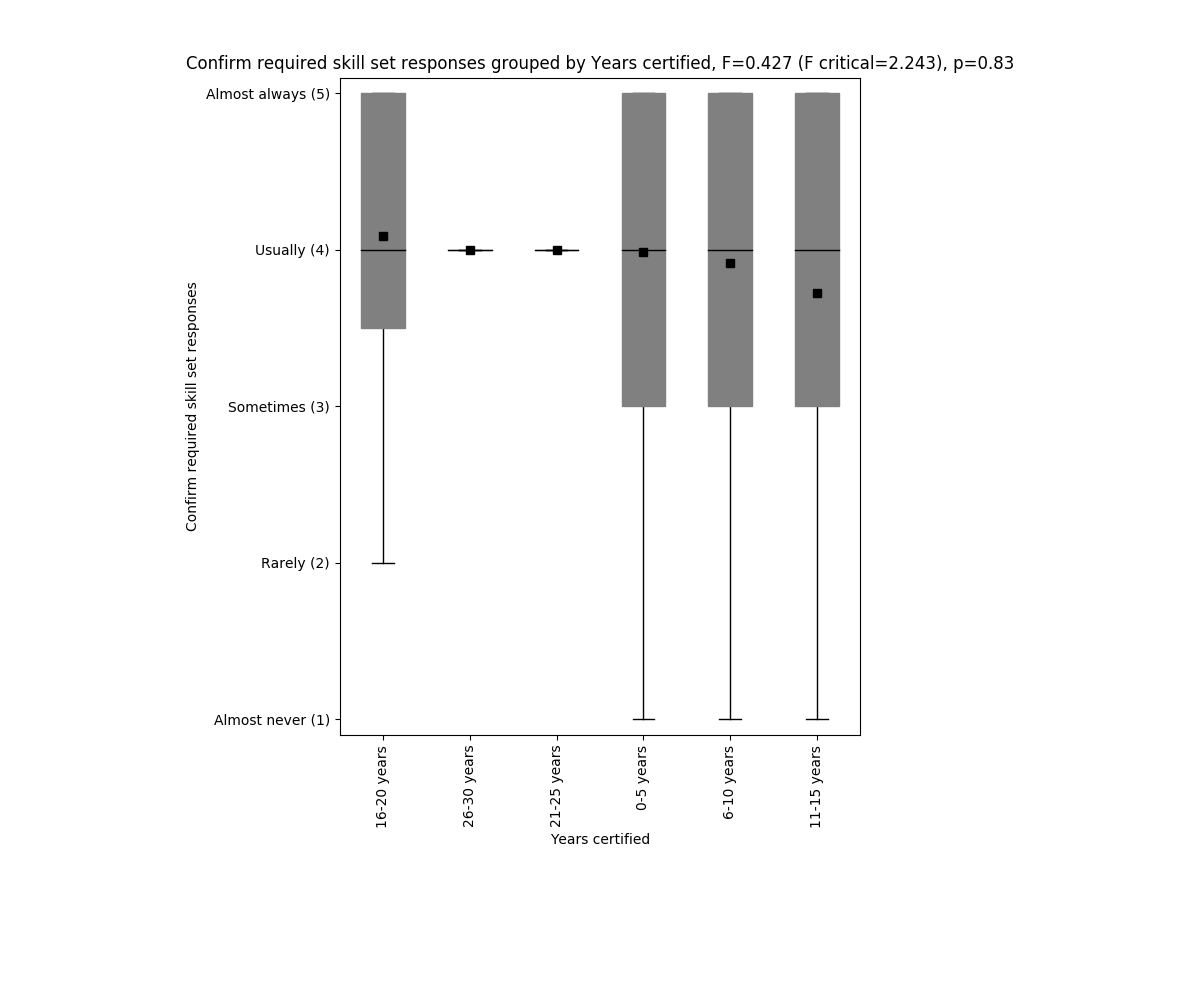 Confirm required skill set responses grouped by Years certified, F=0.427 (F critical=2.243), p=0.83
Almost always (5)
Usually (4)
Sometimes (3)
Rarely (2)
Almost never (1)
Confirm required skill set responses
16-20 years
26-30 years
21-25 years
0-5 years
6-10 years
11-15 years
Years certified